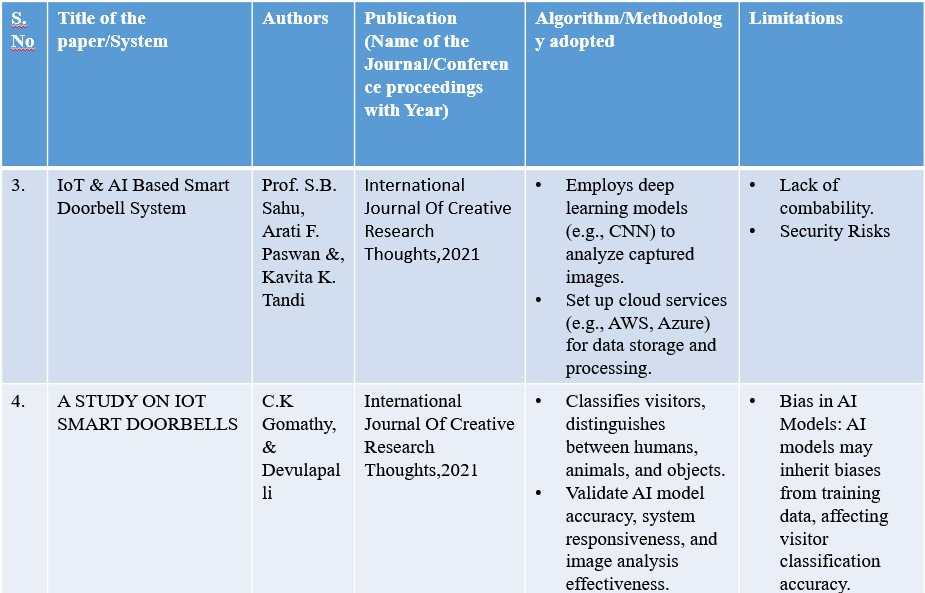 S.
No
Title of the
paper/System
Authors
Publication
(Name of the
Journal/Conferen
ce proceedings
with Year)
Algorithm/Methodolog
y adopted
Limitations
3.
IoT & AI Based Smart
Doorbell System
Prof. S.B.
Sahu,
Arati F.
Paswan &,
Kavita K.
Tandi
International
Journal Of Creative
Research
Thoughts,2021
• Employs deep
learning models
(e.g., CNN) to
analyze captured
images.
• Set up cloud services
(e.g., AWS, Azure)
for data storage and
processing.
• Lack of
combability.
• Security Risks
4.
A STUDY ON IOT
SMART DOORBELLS
C.K
Gomathy,
&
Devulapal
li
International
Journal Of Creative
Research
Thoughts,2021
• Classifies visitors,
distinguishes
between humans,
animals, and objects.
• Validate AI model
accuracy, system
responsiveness, and
image analysis
effectiveness.
• Bias in AI
Models: AI
models may
inherit biases
from training
data, affecting
visitor
classification
accuracy.